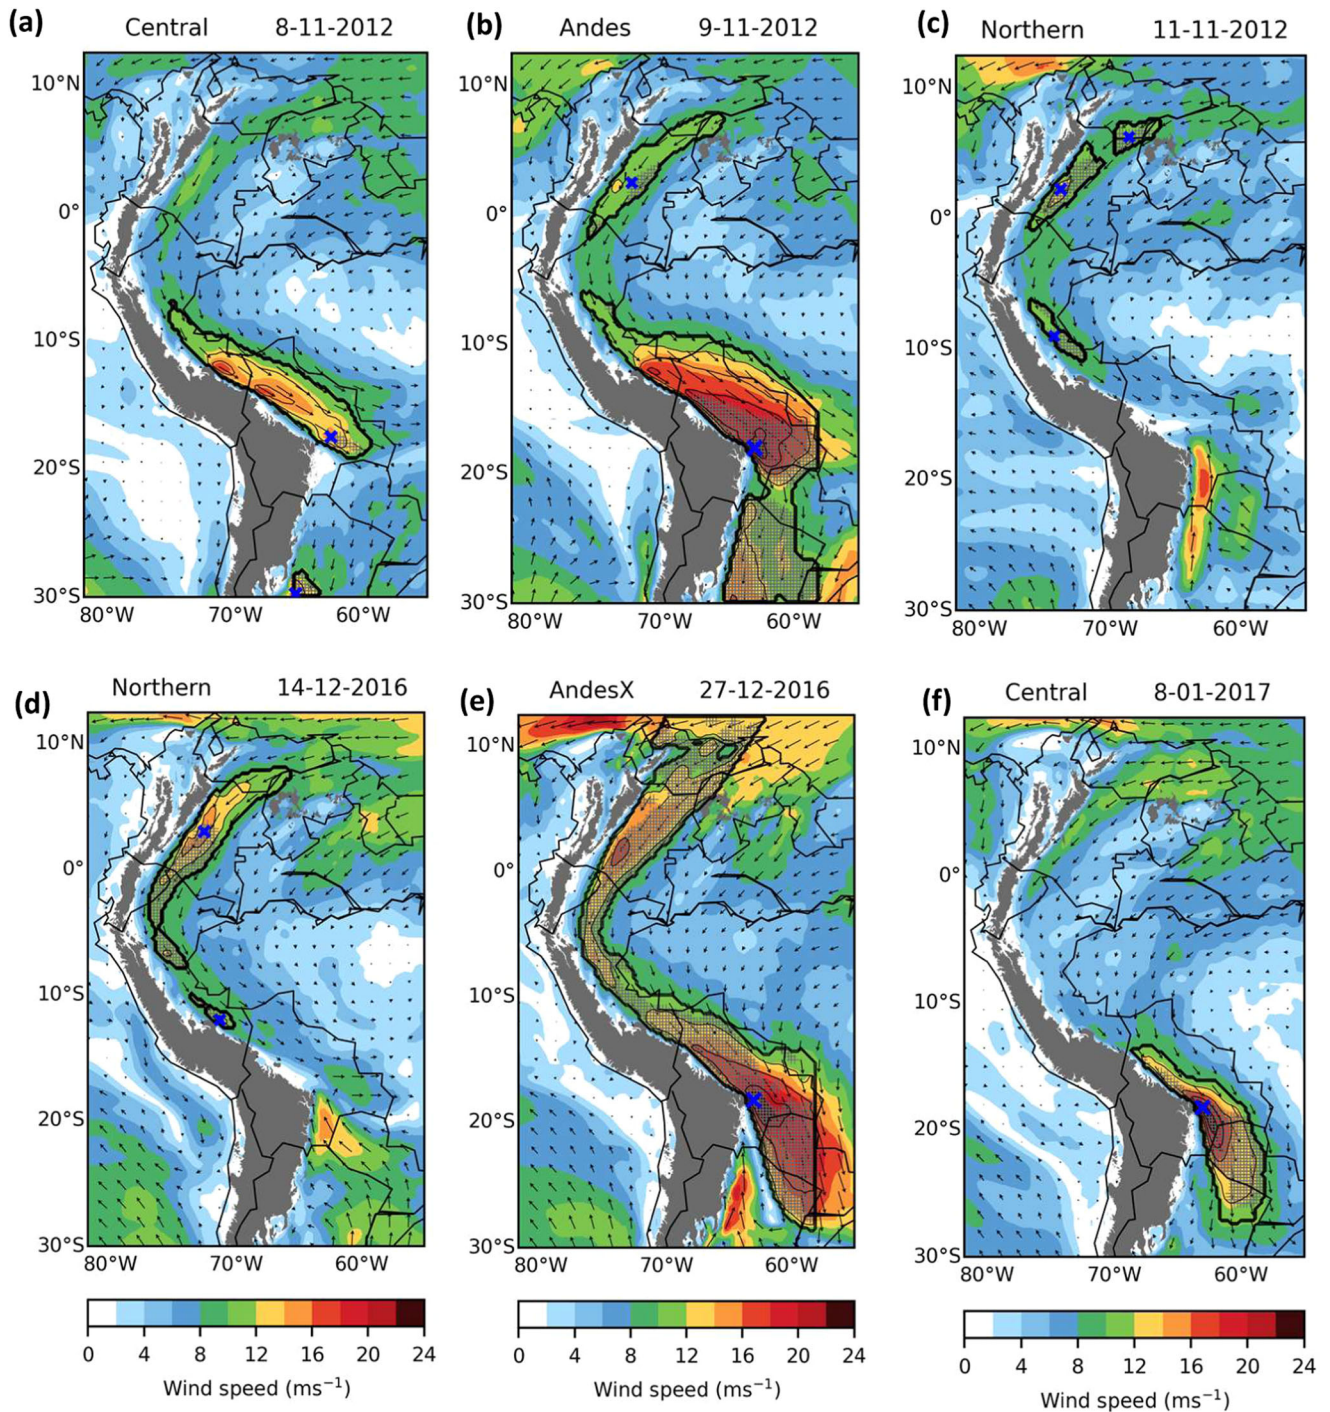 (a) Central 8-11-2012
(b) Andes 9-11-2012
(c) Northern 11-11-2012
10°N
0°
10°S
20°S
30°S
80°W 70°W 60°W
10°N
0°
10°S
20°S
30°S
80°W 70°W 60°W
10°N
0°
10°S
20°S
30°S
80°W 70°W 60°W
(d) Northern 14-12-2016
(e) AndesX 27-12-2016
(f) Central 8-01-2017
10°N
0°
10°S
20°S
30°S
80°W 70°W 60°W
10°N
0°
10°S
20°S
30°S
80°W 70°W 60°W
10°N
0°
10°S
20°S
30°S
80°W 70°W 60°W
0 4 8 12 16 20 24
Wind speed (ms⁻¹)
0 4 8 12 16 20 24
Wind speed (ms⁻¹)
0 4 8 12 16 20 24
Wind speed (ms⁻¹)